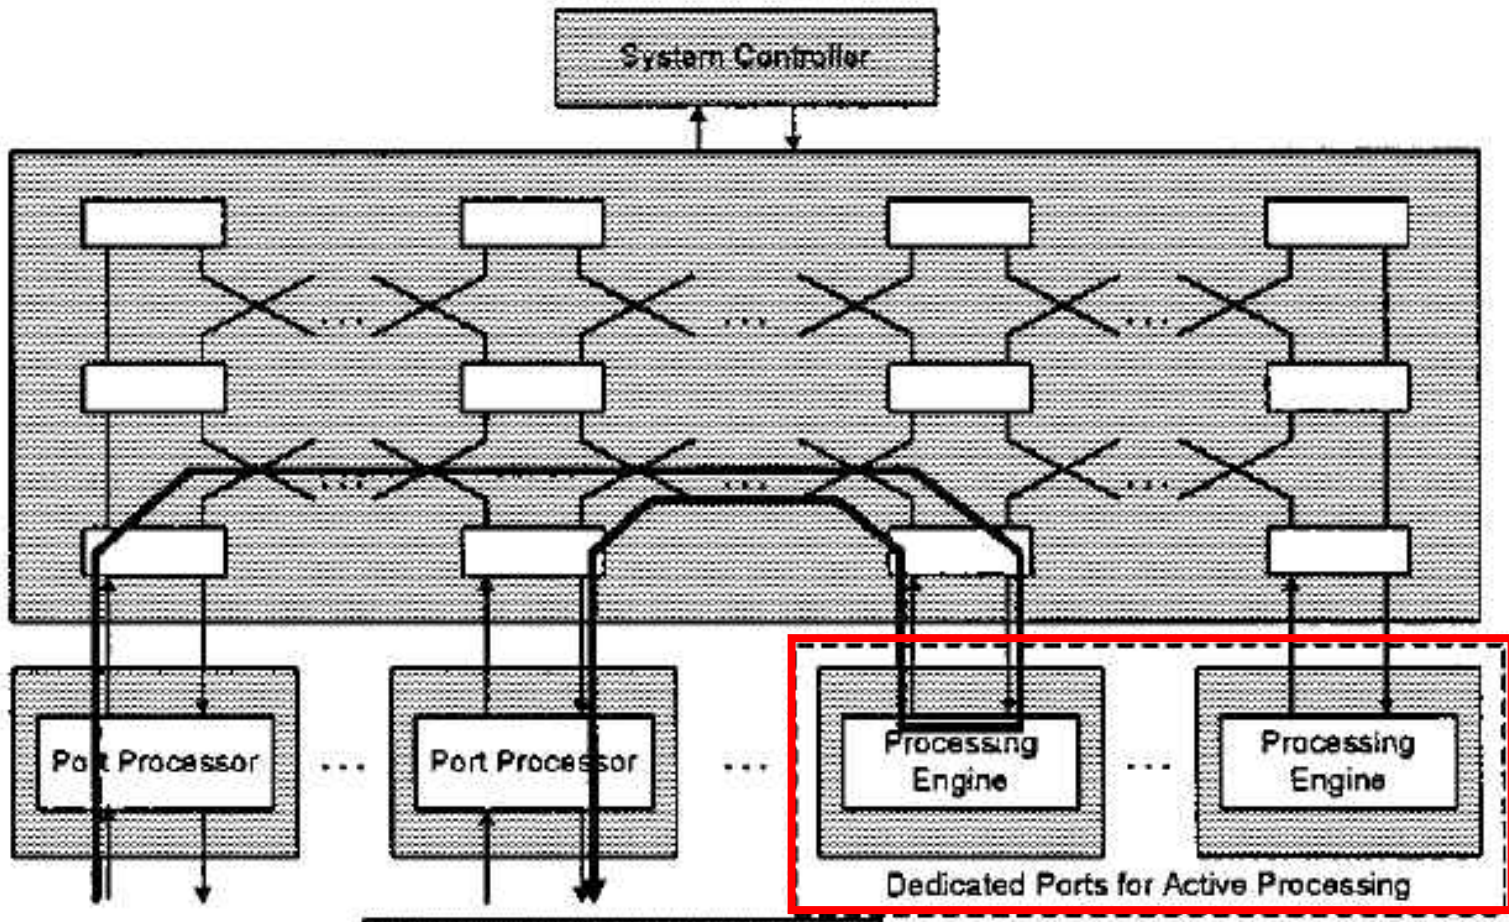 System Controller
Port Processor
...
Port Processor
...
Processing
Engine
...
Processing
Engine
Dedicated Ports for Active Processing